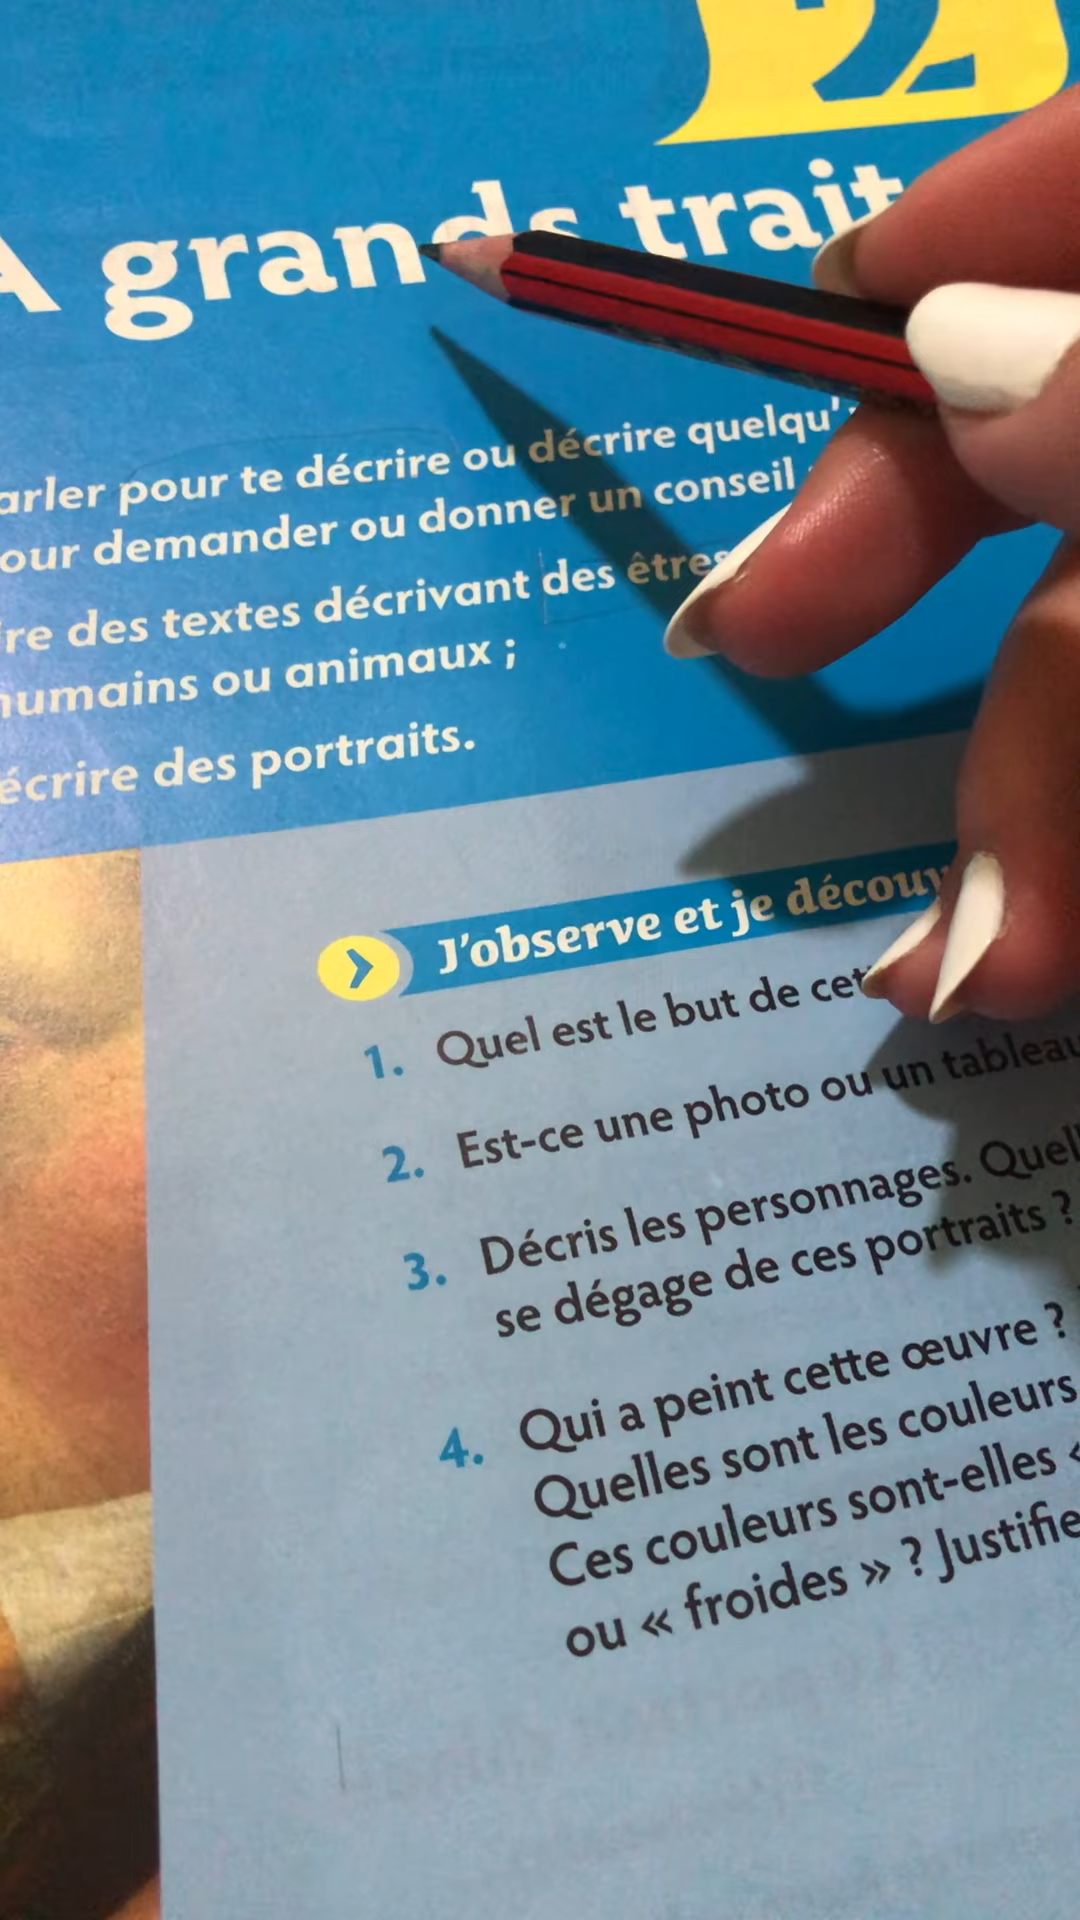 2
A grands trait
arler pour te décrire ou décrire quelqu'
our demander ou donner un conseil
re des textes décrivant des êtres
humains ou animaux ;
écrire des portraits.
J'observe et je découv
1. Quel est le but de cet
2. Est-ce une photo ou un tableau
3. Décris les personnages. Quel
se dégage de ces portraits ?
4. Qui a peint cette œuvre ?
Quelles sont les couleurs
Ces couleurs sont-elles «
ou « froides » ? Justifie